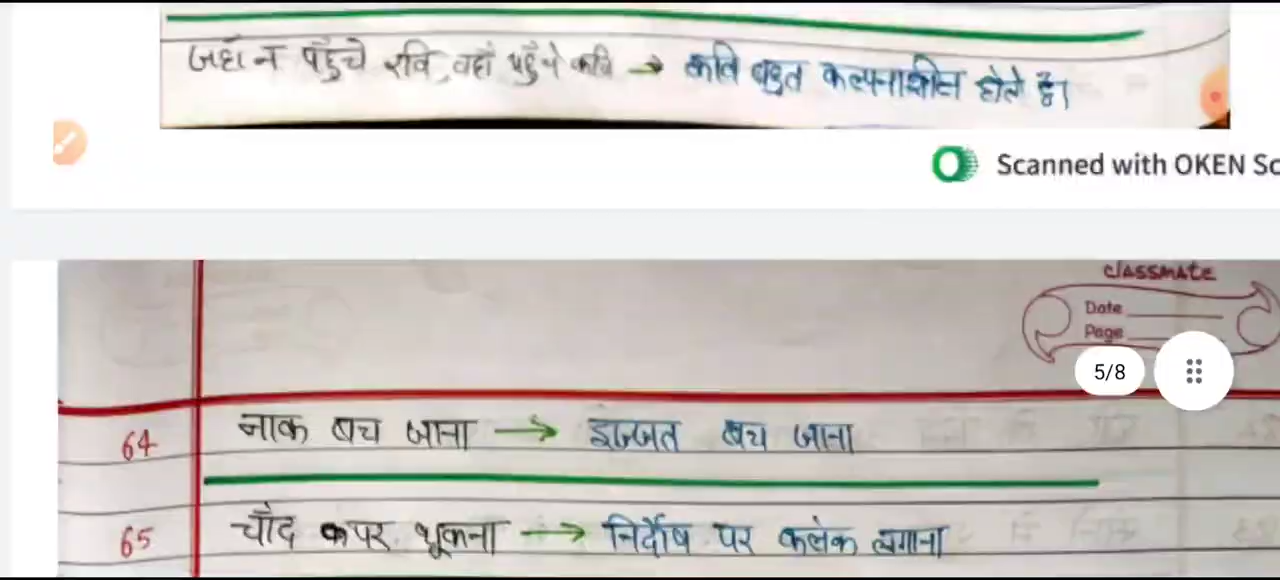 जहाँ न पहुँचे रवि, वहाँ पहुँचे कवि → कवि बहुत कल्पनाशील होते हैं।
Scanned with OKEN Sc
classmate
Date
Page
5/8
64 नाक बच जाना → इज्जत बच जाना
65 चाँद पर थूकना → निर्दोष पर कलंक लगाना